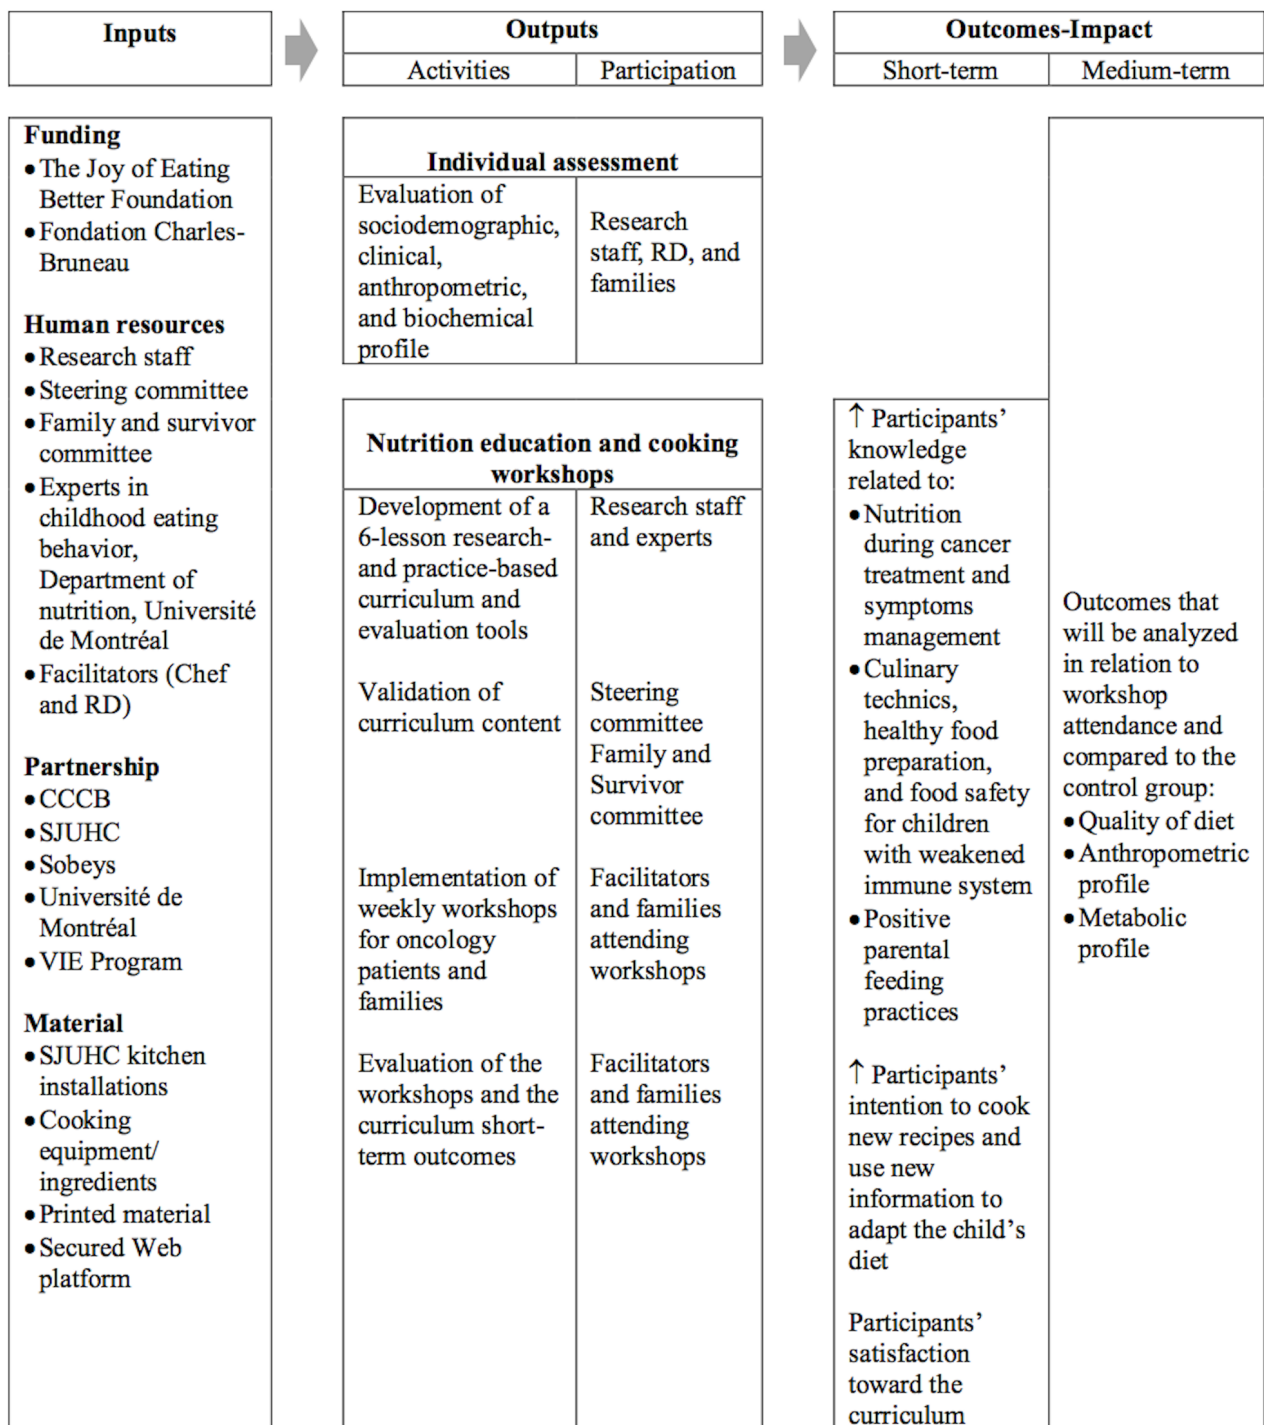 Inputs
Outputs
Activities
Participation
Outcomes-Impact
Short-term
Medium-term
Funding
•The Joy of Eating
Better Foundation
•Fondation Charles-
Bruneau
Human resources
•Research staff
•Steering committee
•Family and survivor
committee
•Experts in
childhood eating
behavior,
Department of
nutrition, Université
de Montréal
•Facilitators (Chef
and RD)
Partnership
•CCCB
•SJUHC
•Sobeys
•Université de
Montréal
•VIE Program
Material
•SJUHC kitchen
installations
•Cooking
equipment/
ingredients
•Printed material
•Secured Web
platform
Individual assessment
Evaluation of
sociodemographic,
clinical,
anthropometric,
and biochemical
profile
Research
staff, RD, and
families
Nutrition education and cooking
workshops
Development of a
6-lesson research-
and practice-based
curriculum and
evaluation tools
Research staff
and experts
Validation of
curriculum content
Steering
committee
Family and
Survivor
committee
Implementation of
weekly workshops
for oncology
patients and
families
Facilitators
and families
attending
workshops
Evaluation of the
workshops and the
curriculum short-
term outcomes
Facilitators
and families
attending
workshops
↑ Participants’
knowledge
related to:
•Nutrition
during cancer
treatment and
symptoms
management
•Culinary
technics,
healthy food
preparation,
and food safety
for children
with weakened
immune system
•Positive
parental
feeding
practices
↑ Participants’
intention to cook
new recipes and
use new
information to
adapt the child’s
diet
Participants’
satisfaction
toward the
curriculum
Outcomes that
will be analyzed
in relation to
workshop
attendance and
compared to the
control group:
•Quality of diet
•Anthropometric
profile
•Metabolic
profile